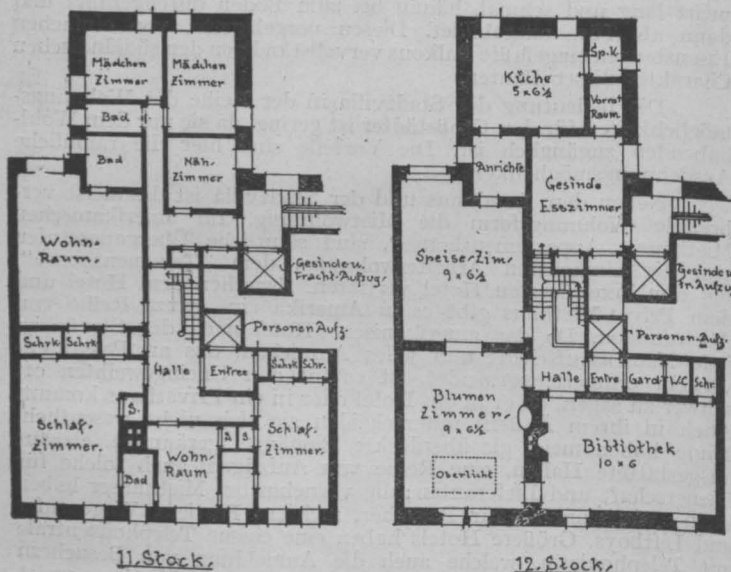 Mädchen
Zimmer
Mädchen
Zimmer
Bad
Bad
Näh-
Zimmer
Wohn-
Raum.
Gesinde u.
Fracht-Aufzug.
Personen Aufz.
Schrk.
Schrk.
Halle
Entree
Schrk
Schr.
Schlaf-
Zimmer.
S.
Bad
Wohn-
Raum
S.
S.
Schlaf-
Zimmer.
11. Stock.
Küche
5 x 6½
Sp. K.
Vorrat
Raum
Anrichte
Gesinde
Esszimmer
Speise-Zim.
9 x 6½
Gesinde u
Fr. Aufzug
Personen. Aufz.
Halle
Entre
Gard.
W.C.
Schr.
Blumen
Zimmer.
9 x 6½
Oberlicht
Bibliothek
10 x 6
12. Stock.